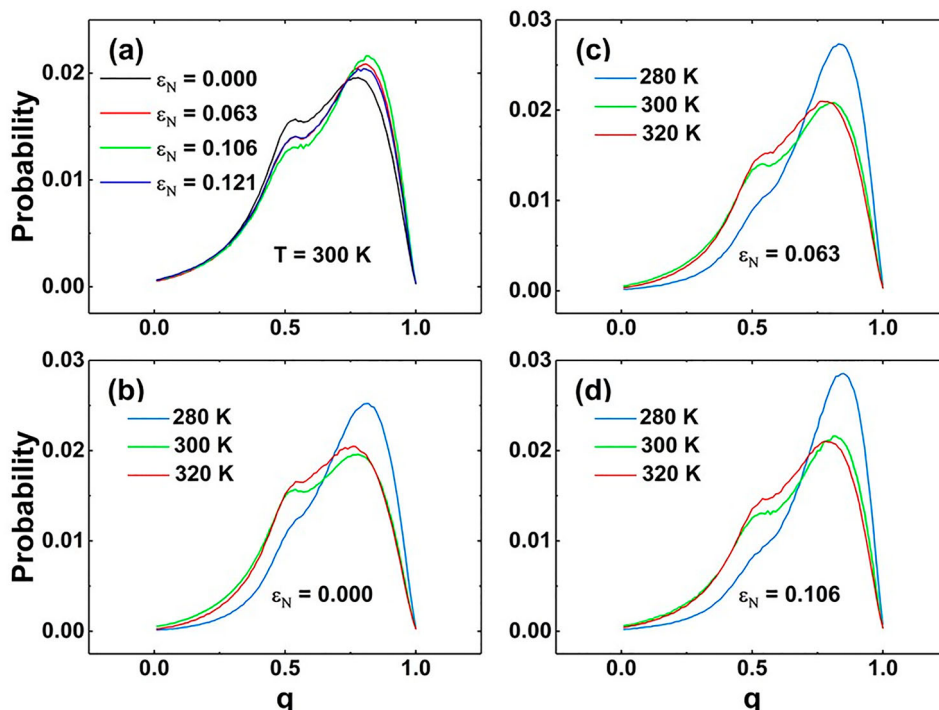 (a)
ε_N = 0.000
ε_N = 0.063
ε_N = 0.106
ε_N = 0.121
T = 300 K
Probability
0.02
0.01
0.00
0.0 0.5 1.0
(c)
280 K
300 K
320 K
ε_N = 0.063
0.03
0.02
0.01
0.00
0.0 0.5 1.0
(b)
280 K
300 K
320 K
ε_N = 0.000
Probability
0.03
0.02
0.01
0.00
0.0 0.5 1.0
q
(d)
280 K
300 K
320 K
ε_N = 0.106
0.03
0.02
0.01
0.00
0.0 0.5 1.0
q